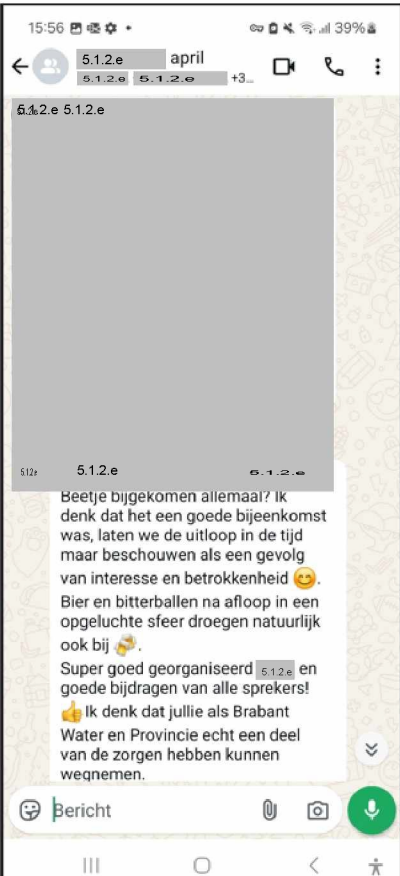 15:56 39%
5.1.2.e april
5.1.2.e 5.1.2.e +3...
5.1.2.e 5.1.2.e
5.1.2.e 5.1.2.e 5.1.2.e
Beetje bijgekomen allemaal? Ik
denk dat het een goede bijeenkomst
was, laten we de uitloop in de tijd
maar beschouwen als een gevolg
van interesse en betrokkenheid 😊.
Bier en bitterballen na afloop in een
opgeluchte sfeer droegen natuurlijk
ook bij 🍻.
Super goed georganiseerd 5.1.2.e en
goede bijdragen van alle sprekers!
👍 Ik denk dat jullie als Brabant
Water en Provincie echt een deel
van de zorgen hebben kunnen
wegnemen.
Bericht